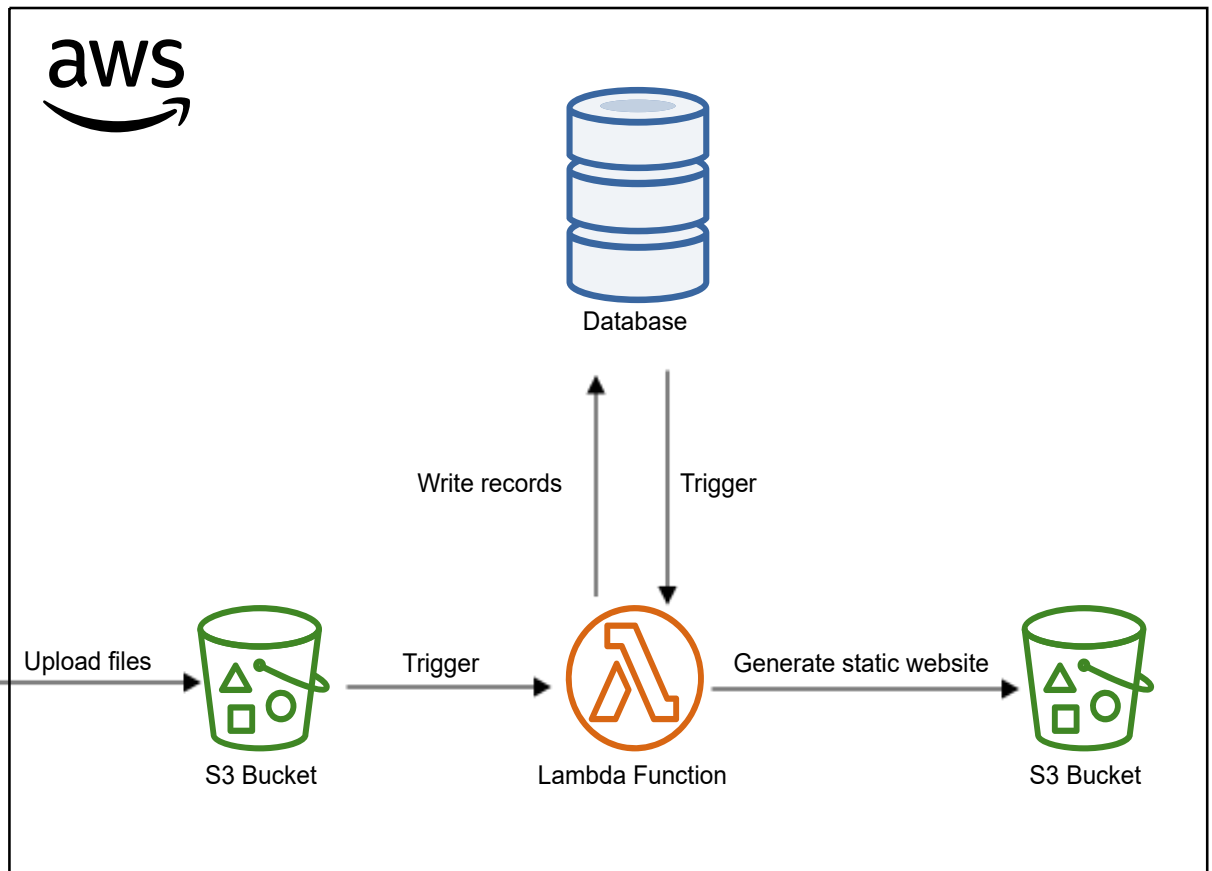 aws
Database
Write records
Trigger
Upload files
Trigger
Generate static website
S3 Bucket
Lambda Function
S3 Bucket